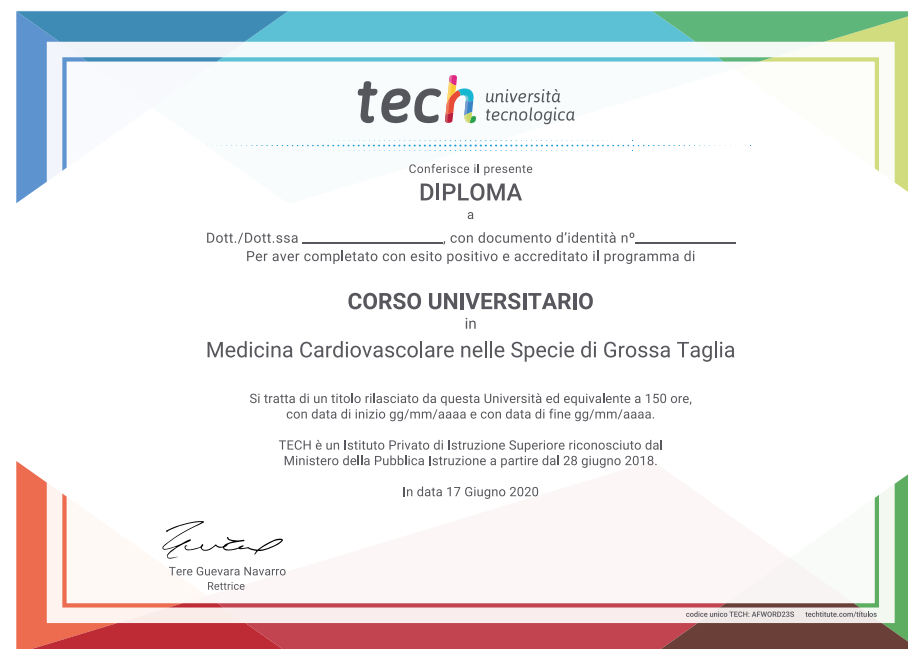 tech università
tecnologica
Conferisce il presente
DIPLOMA
a
Dott./Dott.ssa ____________________, con documento d'identità nº______________
Per aver completato con esito positivo e accreditato il programma di
CORSO UNIVERSITARIO
in
Medicina Cardiovascolare nelle Specie di Grossa Taglia
Si tratta di un titolo rilasciato da questa Università ed equivalente a 150 ore,
con data di inizio gg/mm/aaaa e con data di fine gg/mm/aaaa.
TECH è un Istituto Privato di Istruzione Superiore riconosciuto dal
Ministero della Pubblica Istruzione a partire dal 28 giugno 2018.
In data 17 Giugno 2020
Tere Guevara Navarro
Rettrice
codice unico TECH: AFWORD23S techtitute.com/titulos